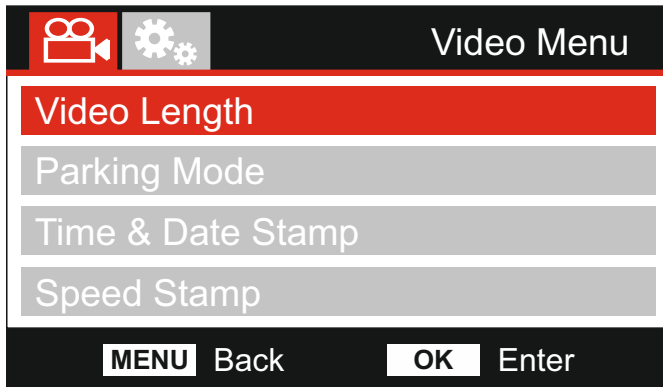 Video Menu
Video Length
Parking Mode
Time & Date Stamp
Speed Stamp
MENU Back OK Enter